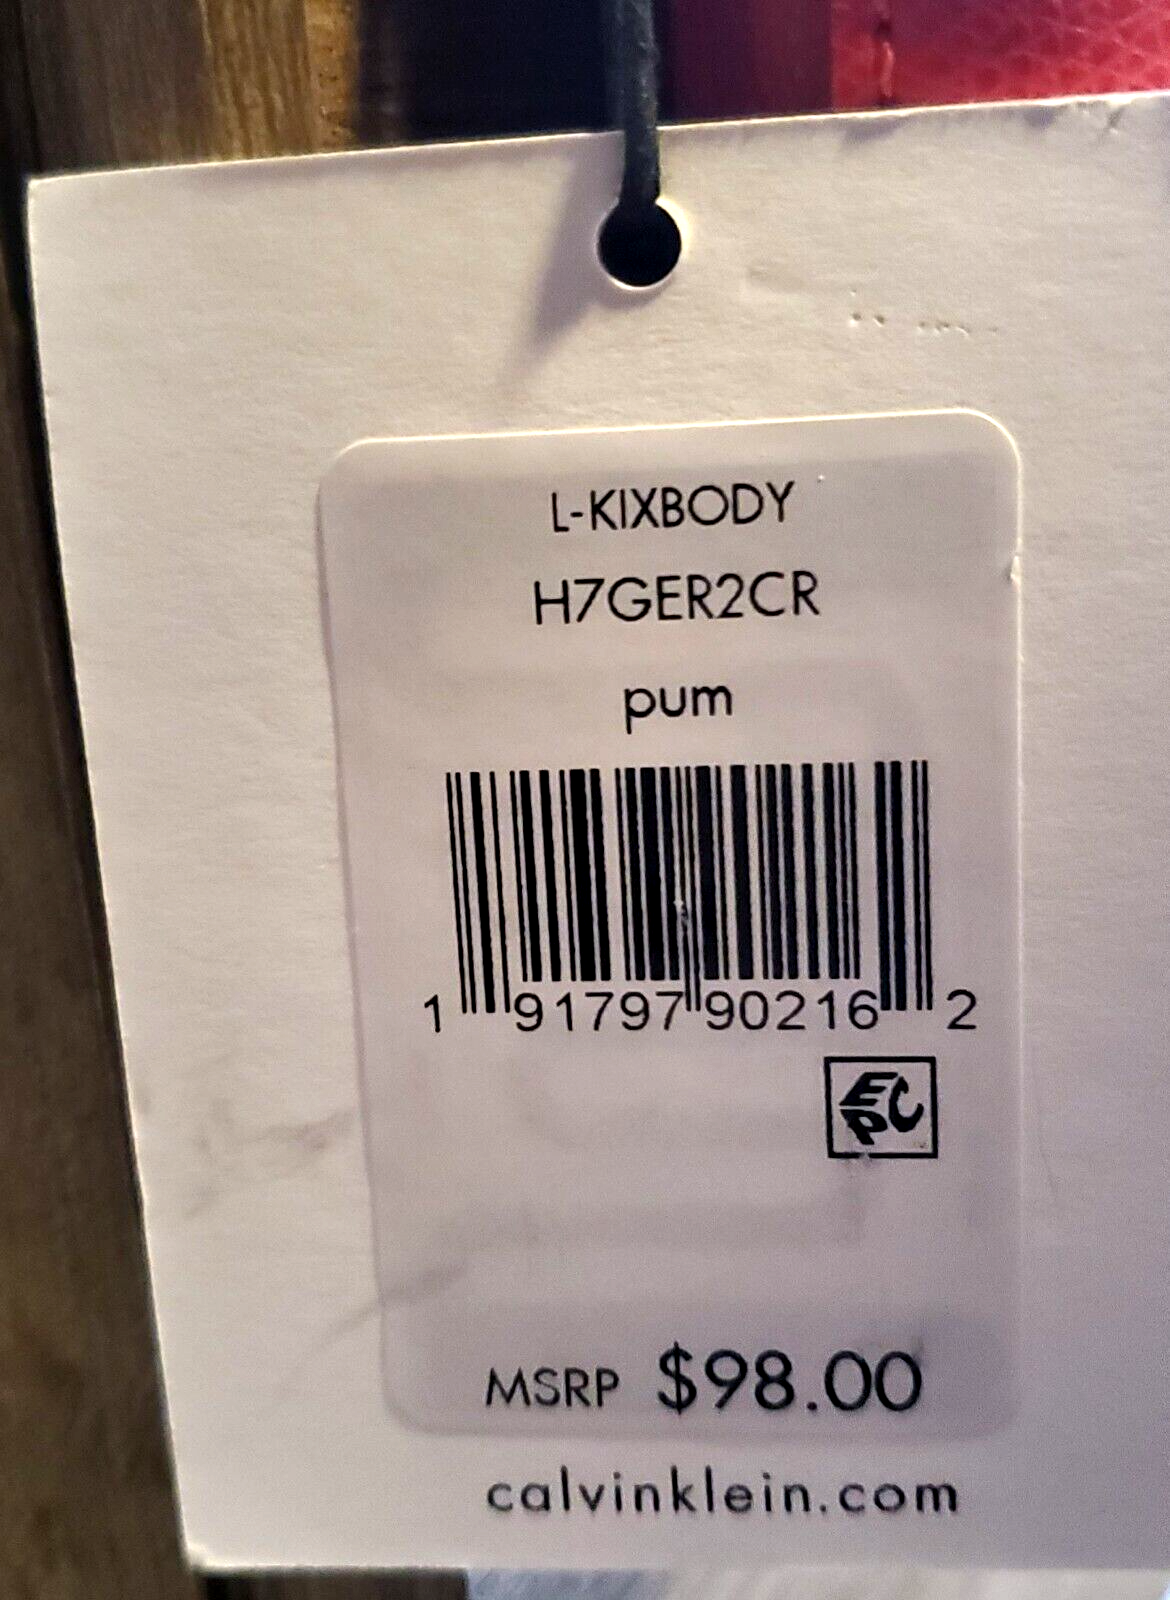 L-KIXBODY
H7GER2CR
pum
1 91797 90216 2
EPC
MSRP $98.00
calvinklein.com